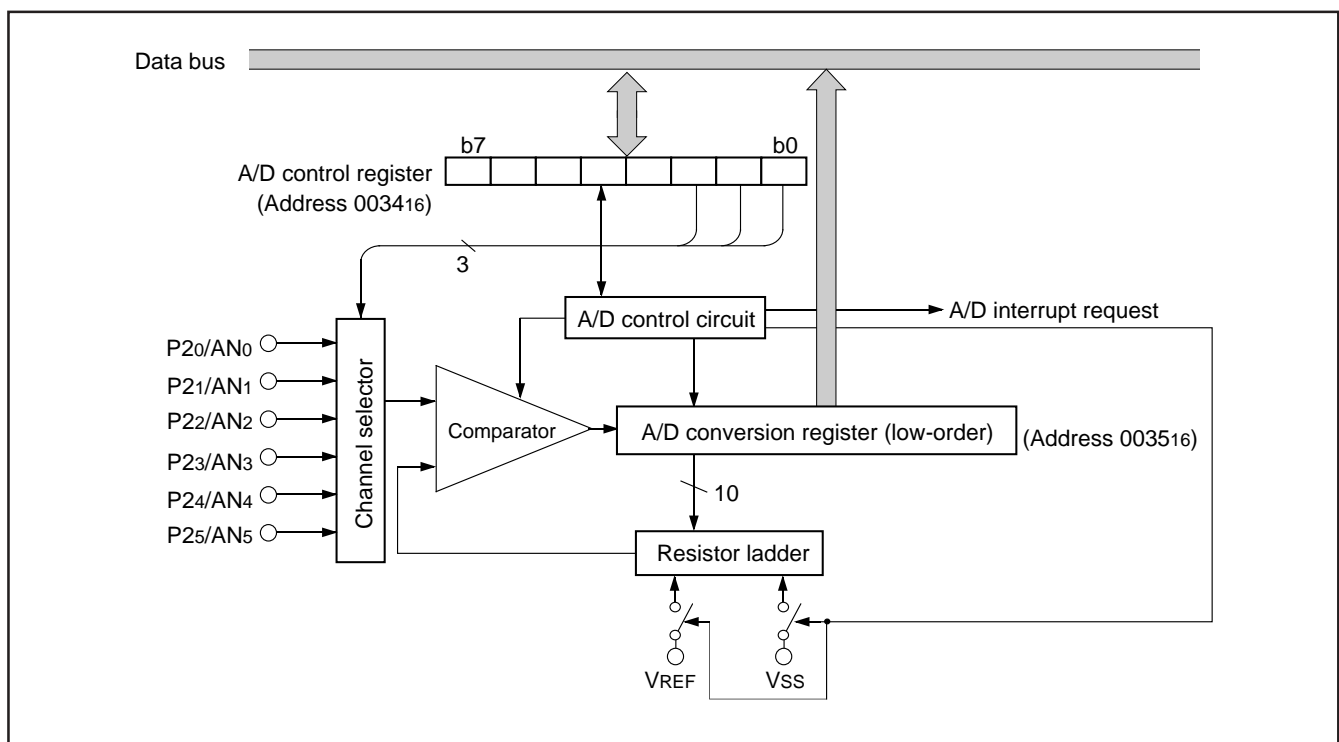 Data bus
b7
b0
A/D control register
(Address 003416)
3
A/D control circuit
A/D interrupt request
P20/AN0
P21/AN1
P22/AN2
P23/AN3
P24/AN4
P25/AN5
Channel selector
Comparator
A/D conversion register (low-order)
(Address 003516)
10
Resistor ladder
VREF
VSS